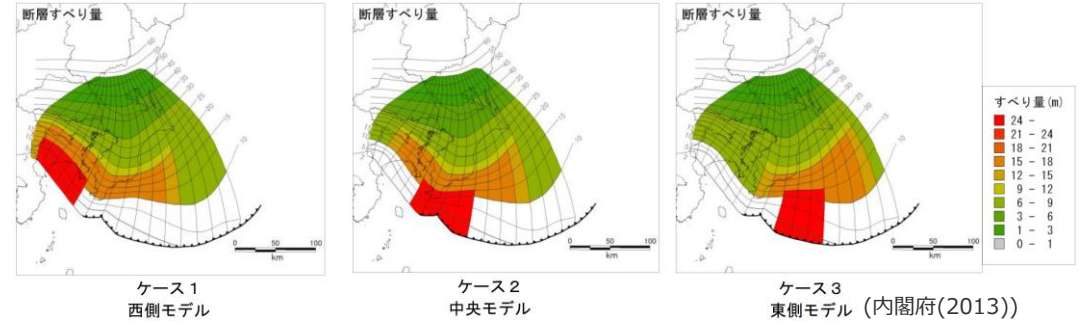 断層すべり量
断層すべり量
断層すべり量
0 50 100
km
0 50 100
km
0 50 100
km
すべり量(m)
24 -
21 - 24
18 - 21
15 - 18
12 - 15
9 - 12
6 - 9
3 - 6
1 - 3
0 - 1
ケース1
西側モデル
ケース2
中央モデル
ケース3
東側モデル
(内閣府(2013))